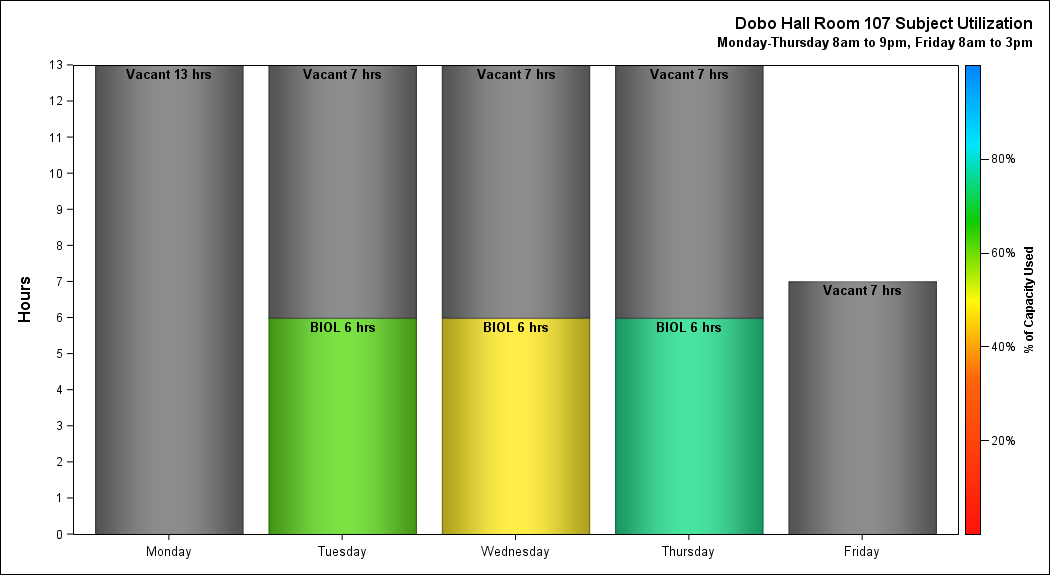 Dobo Hall Room 107 Subject Utilization
Monday-Thursday 8am to 9pm, Friday 8am to 3pm
Hours
13
12
11
10
9
8
7
6
5
4
3
2
1
0
Vacant 13 hrs
Vacant 7 hrs
Vacant 7 hrs
Vacant 7 hrs
Vacant 7 hrs
BIOL 6 hrs
BIOL 6 hrs
BIOL 6 hrs
Monday
Tuesday
Wednesday
Thursday
Friday
80%
60%
40%
20%
% of Capacity Used